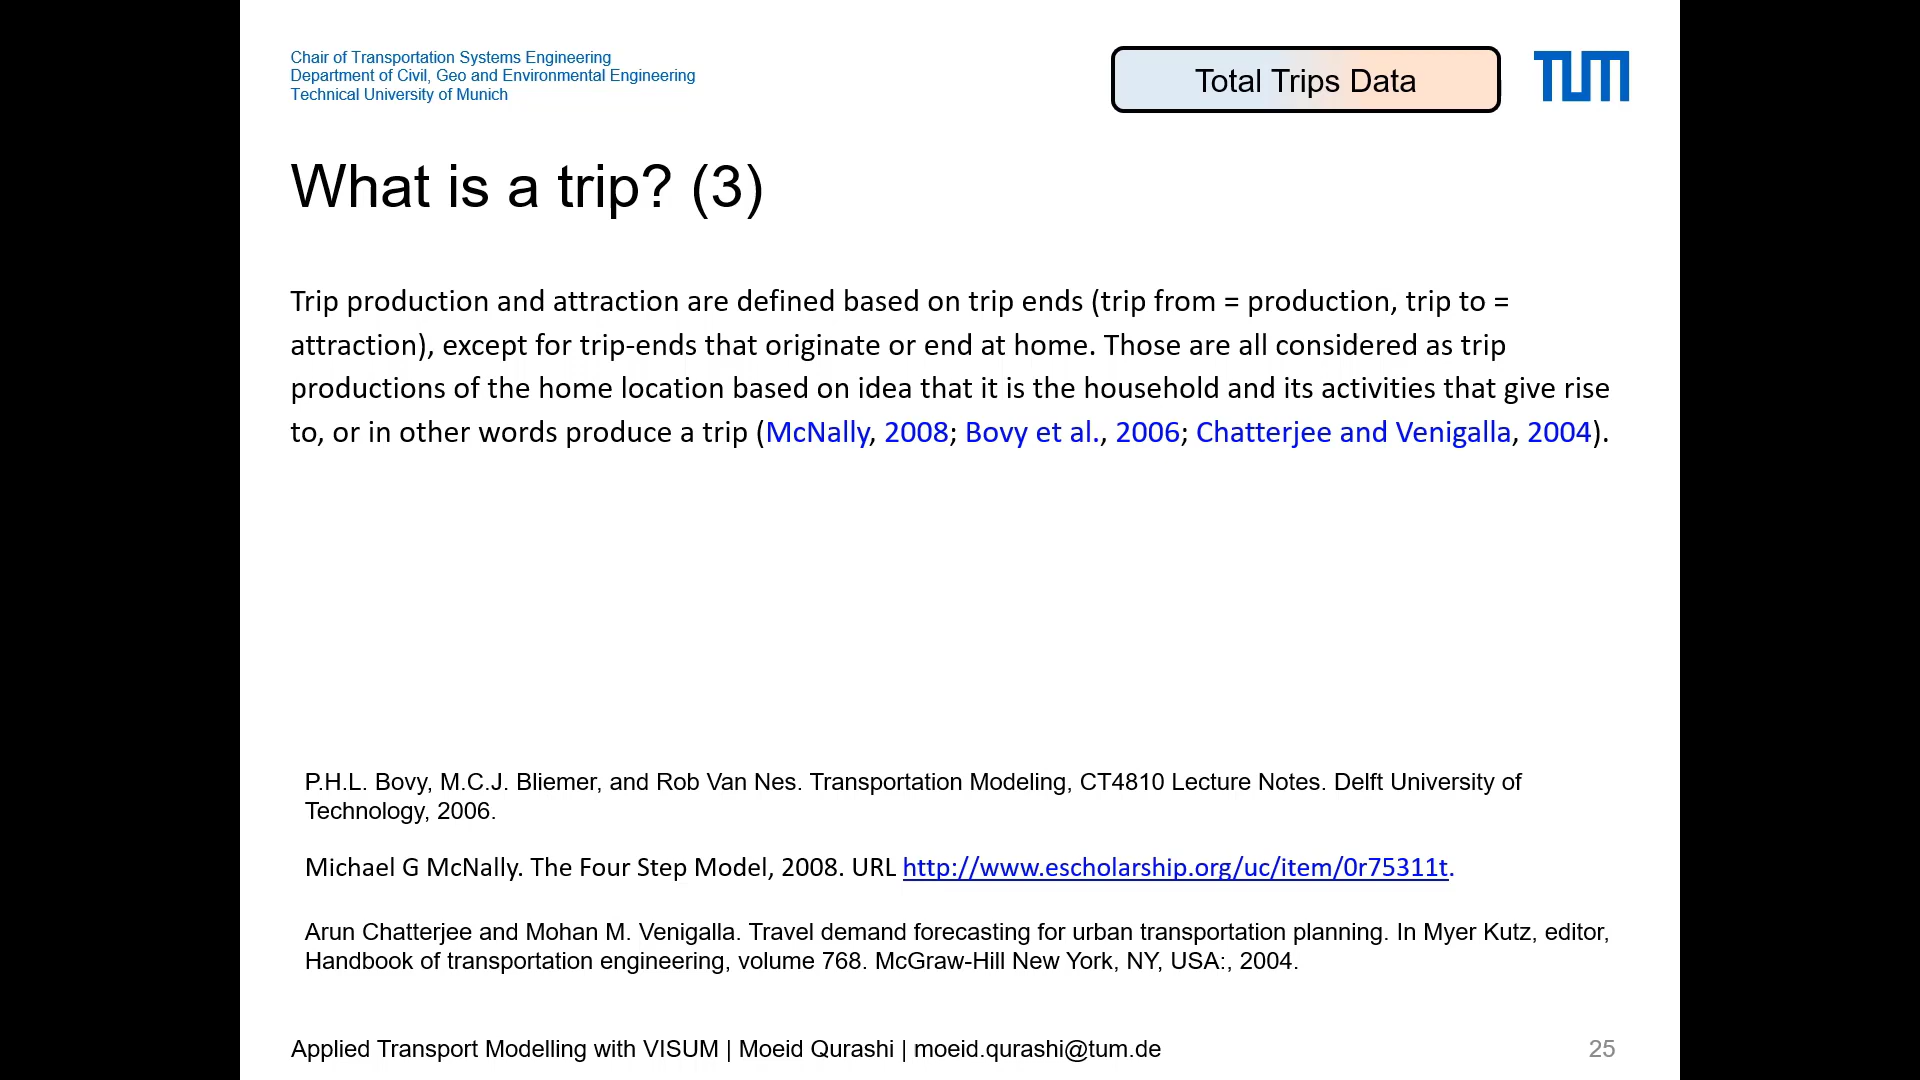 Chair of Transportation Systems Engineering
Department of Civil, Geo and Environmental Engineering
Technical University of Munich
Total Trips Data
TUM
What is a trip? (3)
Trip production and attraction are defined based on trip ends (trip from = production, trip to =
attraction), except for trip-ends that originate or end at home. Those are all considered as trip
productions of the home location based on idea that it is the household and its activities that give rise
to, or in other words produce a trip (McNally, 2008; Bovy et al., 2006; Chatterjee and Venigalla, 2004).
P.H.L. Bovy, M.C.J. Bliemer, and Rob Van Nes. Transportation Modeling, CT4810 Lecture Notes. Delft University of
Technology, 2006.
Michael G McNally. The Four Step Model, 2008. URL http://www.escholarship.org/uc/item/0r75311t.
Arun Chatterjee and Mohan M. Venigalla. Travel demand forecasting for urban transportation planning. In Myer Kutz, editor,
Handbook of transportation engineering, volume 768. McGraw-Hill New York, NY, USA:, 2004.
Applied Transport Modelling with VISUM | Moeid Qurashi | moeid.qurashi@tum.de
25